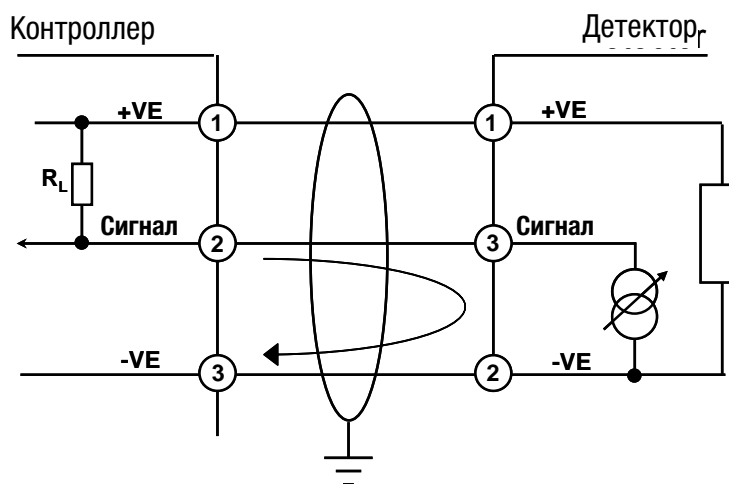 Контроллер
Детектор
+VE 1 1 +VE
RL
Сигнал 2 3 Сигнал
-VE 3 2 -VE